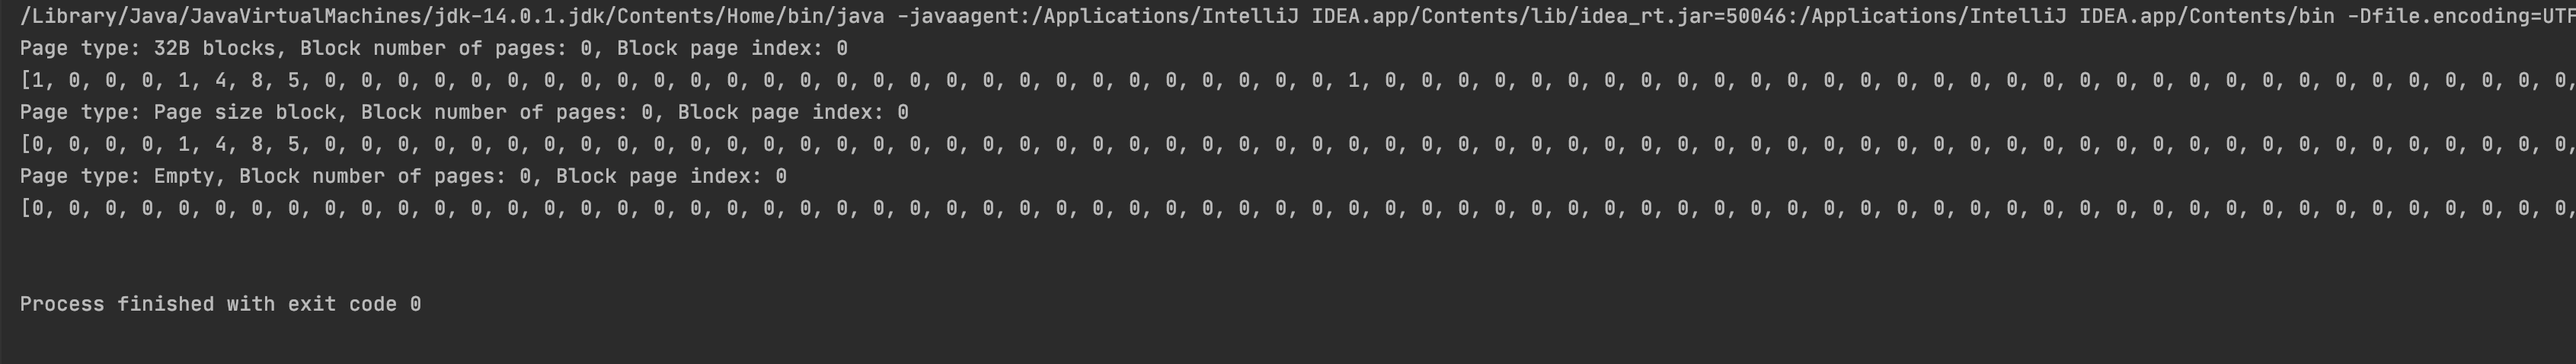 /Library/Java/JavaVirtualMachines/jdk-14.0.1.jdk/Contents/Home/bin/java -javaagent:/Applications/IntelliJ IDEA.app/Contents/lib/idea_rt.jar=50046:/Applications/IntelliJ IDEA.app/Contents/bin -Dfile.encoding=UTF
Page type: 32B blocks, Block number of pages: 0, Block page index: 0
[1, 0, 0, 0, 1, 4, 8, 5, 0, 0, 0, 0, 0, 0, 0, 0, 0, 0, 0, 0, 0, 0, 0, 0, 0, 0, 0, 0, 0, 0, 0, 0, 0, 0, 0, 0, 1, 0, 0, 0, 0, 0, 0, 0, 0, 0, 0, 0, 0, 0, 0, 0, 0, 0, 0, 0, 0, 0, 0, 0, 0, 0, 0, 0, 0, 0, 0, 0, 0, 0,
Page type: Page size block, Block number of pages: 0, Block page index: 0
[0, 0, 0, 0, 1, 4, 8, 5, 0, 0, 0, 0, 0, 0, 0, 0, 0, 0, 0, 0, 0, 0, 0, 0, 0, 0, 0, 0, 0, 0, 0, 0, 0, 0, 0, 0, 0, 0, 0, 0, 0, 0, 0, 0, 0, 0, 0, 0, 0, 0, 0, 0, 0, 0, 0, 0, 0, 0, 0, 0, 0, 0, 0, 0, 0, 0, 0, 0, 0, 0,
Page type: Empty, Block number of pages: 0, Block page index: 0
[0, 0, 0, 0, 0, 0, 0, 0, 0, 0, 0, 0, 0, 0, 0, 0, 0, 0, 0, 0, 0, 0, 0, 0, 0, 0, 0, 0, 0, 0, 0, 0, 0, 0, 0, 0, 0, 0, 0, 0, 0, 0, 0, 0, 0, 0, 0, 0, 0, 0, 0, 0, 0, 0, 0, 0, 0, 0, 0, 0, 0, 0, 0, 0, 0, 0, 0, 0, 0, 0,
Process finished with exit code 0